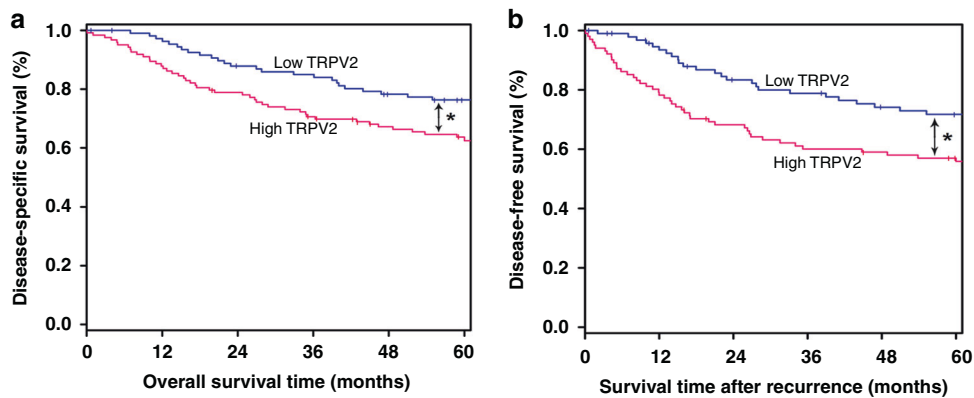 a
Disease-specific survival (%)
1.0
0.8
0.6
0.4
0.2
0.0
Low TRPV2
High TRPV2
*
0 12 24 36 48 60
Overall survival time (months)
b
Disease-free survival (%)
1.0
0.8
0.6
0.4
0.2
0.0
Low TRPV2
High TRPV2
*
0 12 24 36 48 60
Survival time after recurrence (months)